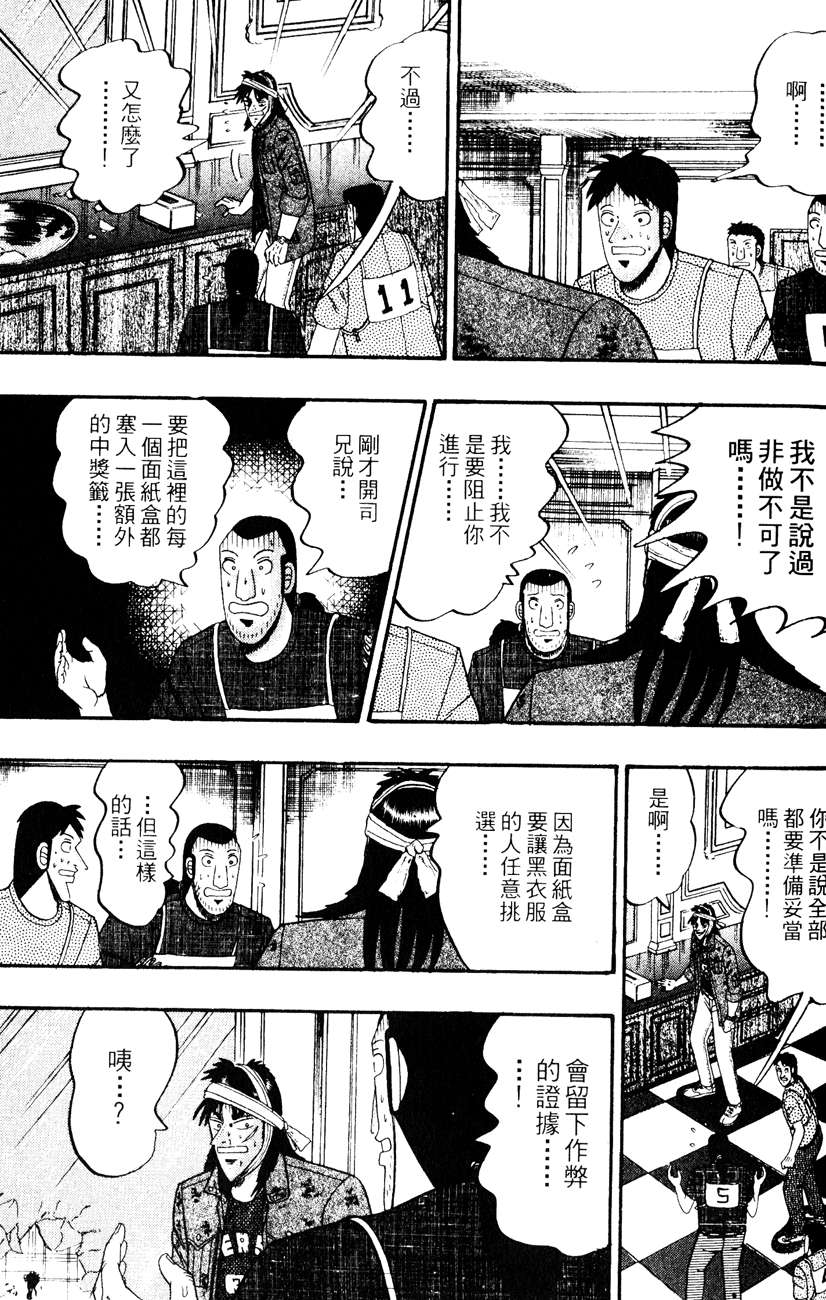 ……
啊……
不過……
又怎麼了
……！
11
我不是說過
非做不可了
嗎……！
我……我不
是要阻止你
進行……
剛才開司
兄說…
要把這裡的每
一個面紙盒都
塞入一張額外
的中獎籤……
你不是說全部
都要準備妥當
嗎……！
是啊……
5
因為面紙盒
要讓黑衣服
的人任意挑
選……
…但這樣
的話…
會留下作弊
的證據……
…！
咦…？